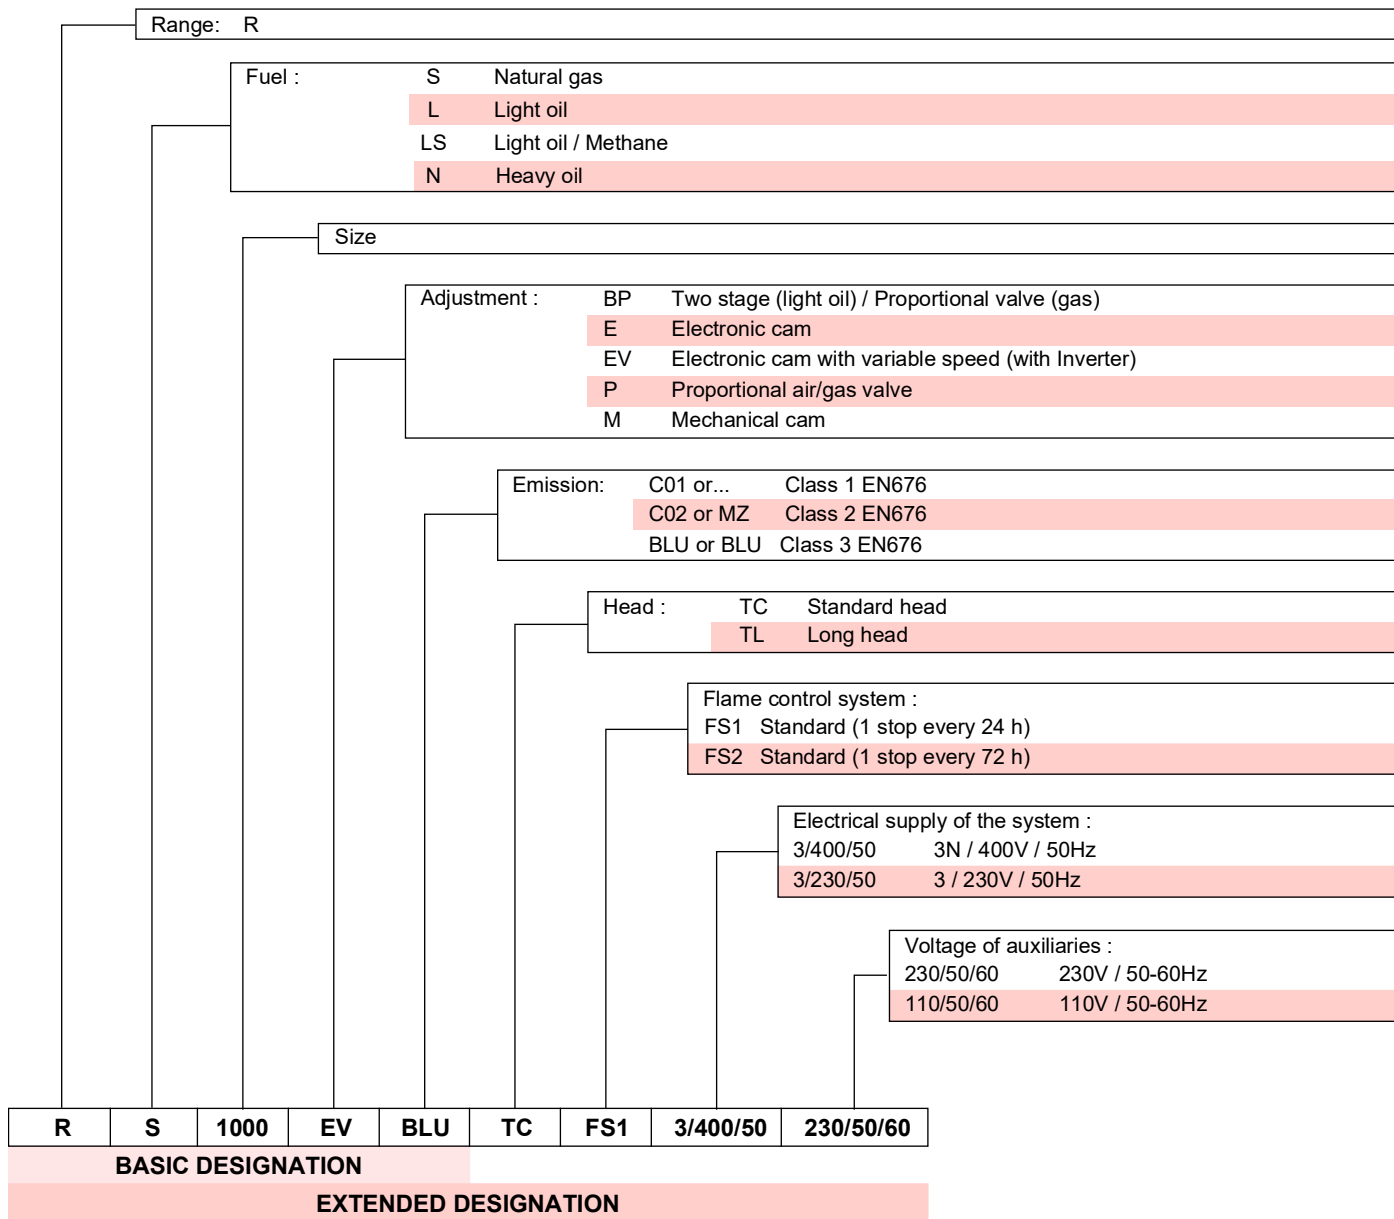 Range: R
Fuel : S Natural gas
L Light oil
LS Light oil / Methane
N Heavy oil
Size
Adjustment : BP Two stage (light oil) / Proportional valve (gas)
E Electronic cam
EV Electronic cam with variable speed (with Inverter)
P Proportional air/gas valve
M Mechanical cam
Emission: C01 or... Class 1 EN676
C02 or MZ Class 2 EN676
BLU or BLU Class 3 EN676
Head : TC Standard head
TL Long head
Flame control system :
FS1 Standard (1 stop every 24 h)
FS2 Standard (1 stop every 72 h)
Electrical supply of the system :
3/400/50 3N / 400V / 50Hz
3/230/50 3 / 230V / 50Hz
Voltage of auxiliaries :
230/50/60 230V / 50-60Hz
110/50/60 110V / 50-60Hz
R S 1000 EV BLU TC FS1 3/400/50 230/50/60
BASIC DESIGNATION
EXTENDED DESIGNATION